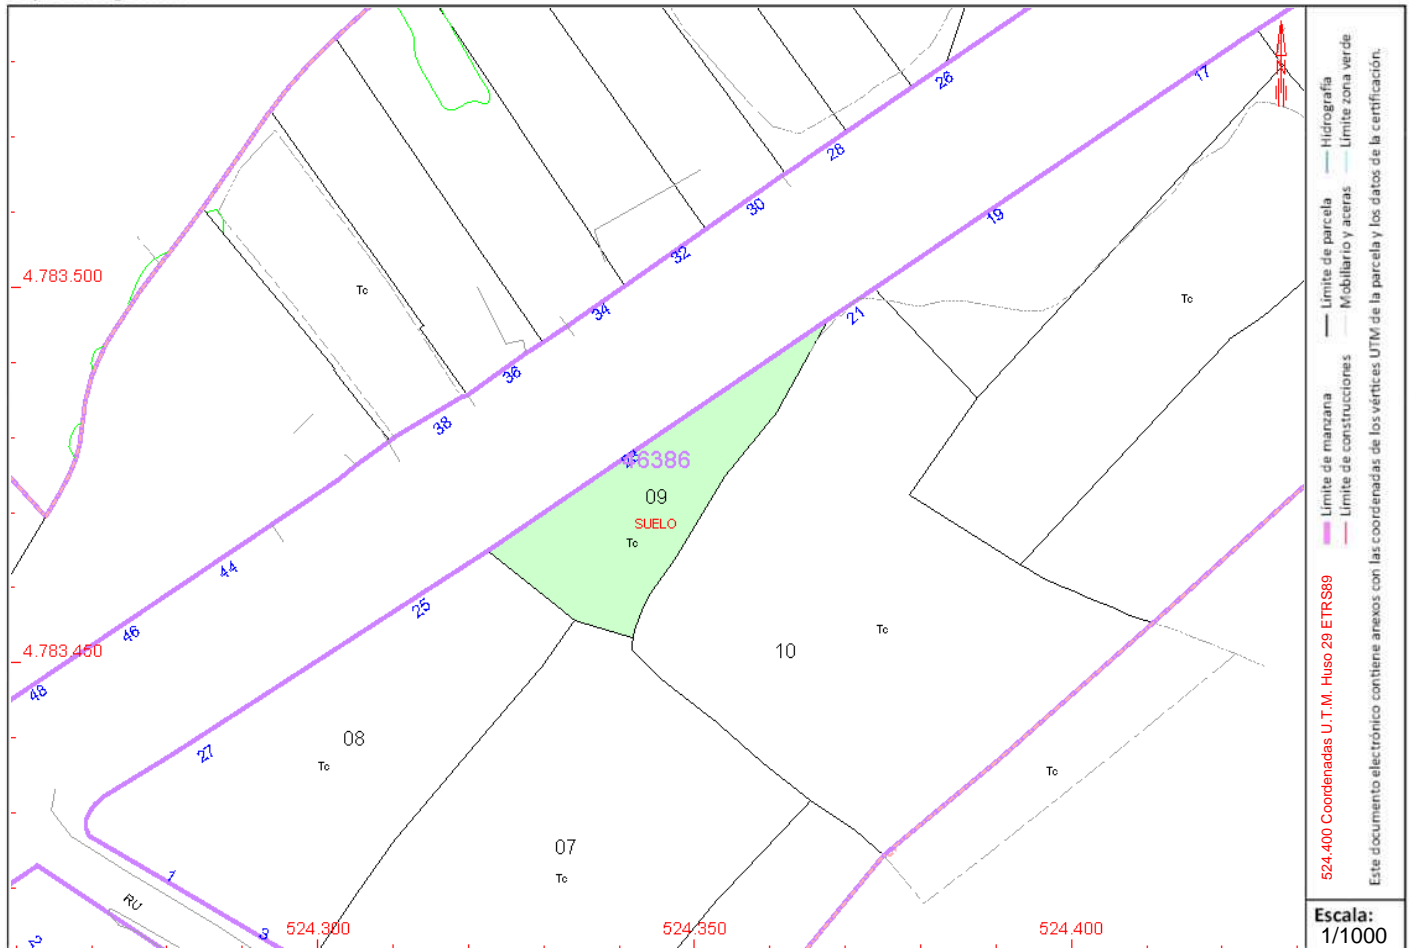 26
17
28
30
19
32
4.783.500
Tc
Tc
34
21
36
38
46386
09
SUELO
Tc
44
25
46
Tc
4.783.450
10
48
08
27
Tc
Tc
07
Tc
1
RU
3
2
524.300
524.350
524.400
Límite de manzana
Límite de parcela
Hidrografía
Límite de construcciones
Mobiliario y aceras
Límite zona verde
524.400 Coordenadas U.T.M. Huso 29 ETRS89
Este documento electrónico contiene anexos con las coordenadas de los vértices UTM de la parcela y los datos de la certificación.
Escala:
1/1000